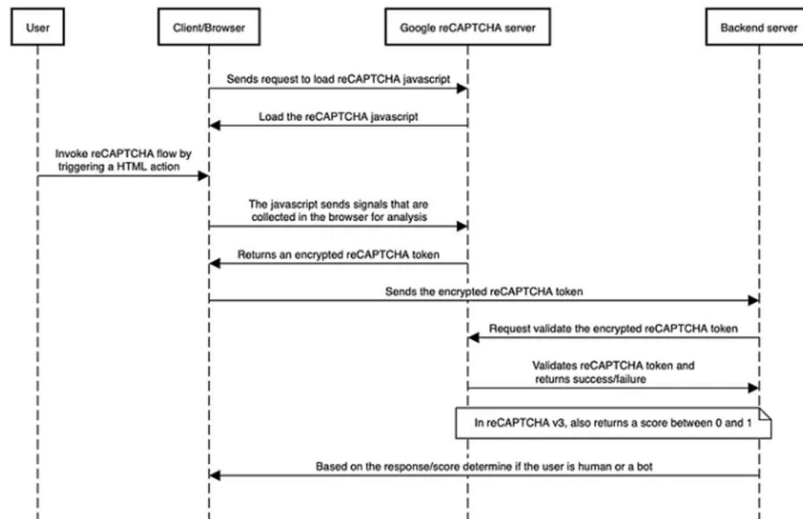 User
Client/Browser
Google reCAPTCHA server
Backend server
Sends request to load reCAPTCHA javascript
Load the reCAPTCHA javascript
Invoke reCAPTCHA flow by
triggering a HTML action
The javascript sends signals that are
collected in the browser for analysis
Returns an encrypted reCAPTCHA token
Sends the encrypted reCAPTCHA token
Request validate the encrypted reCAPTCHA token
Validates reCAPTCHA token and
returns success/failure
In reCAPTCHA v3, also returns a score between 0 and 1
Based on the response/score determine if the user is human or a bot